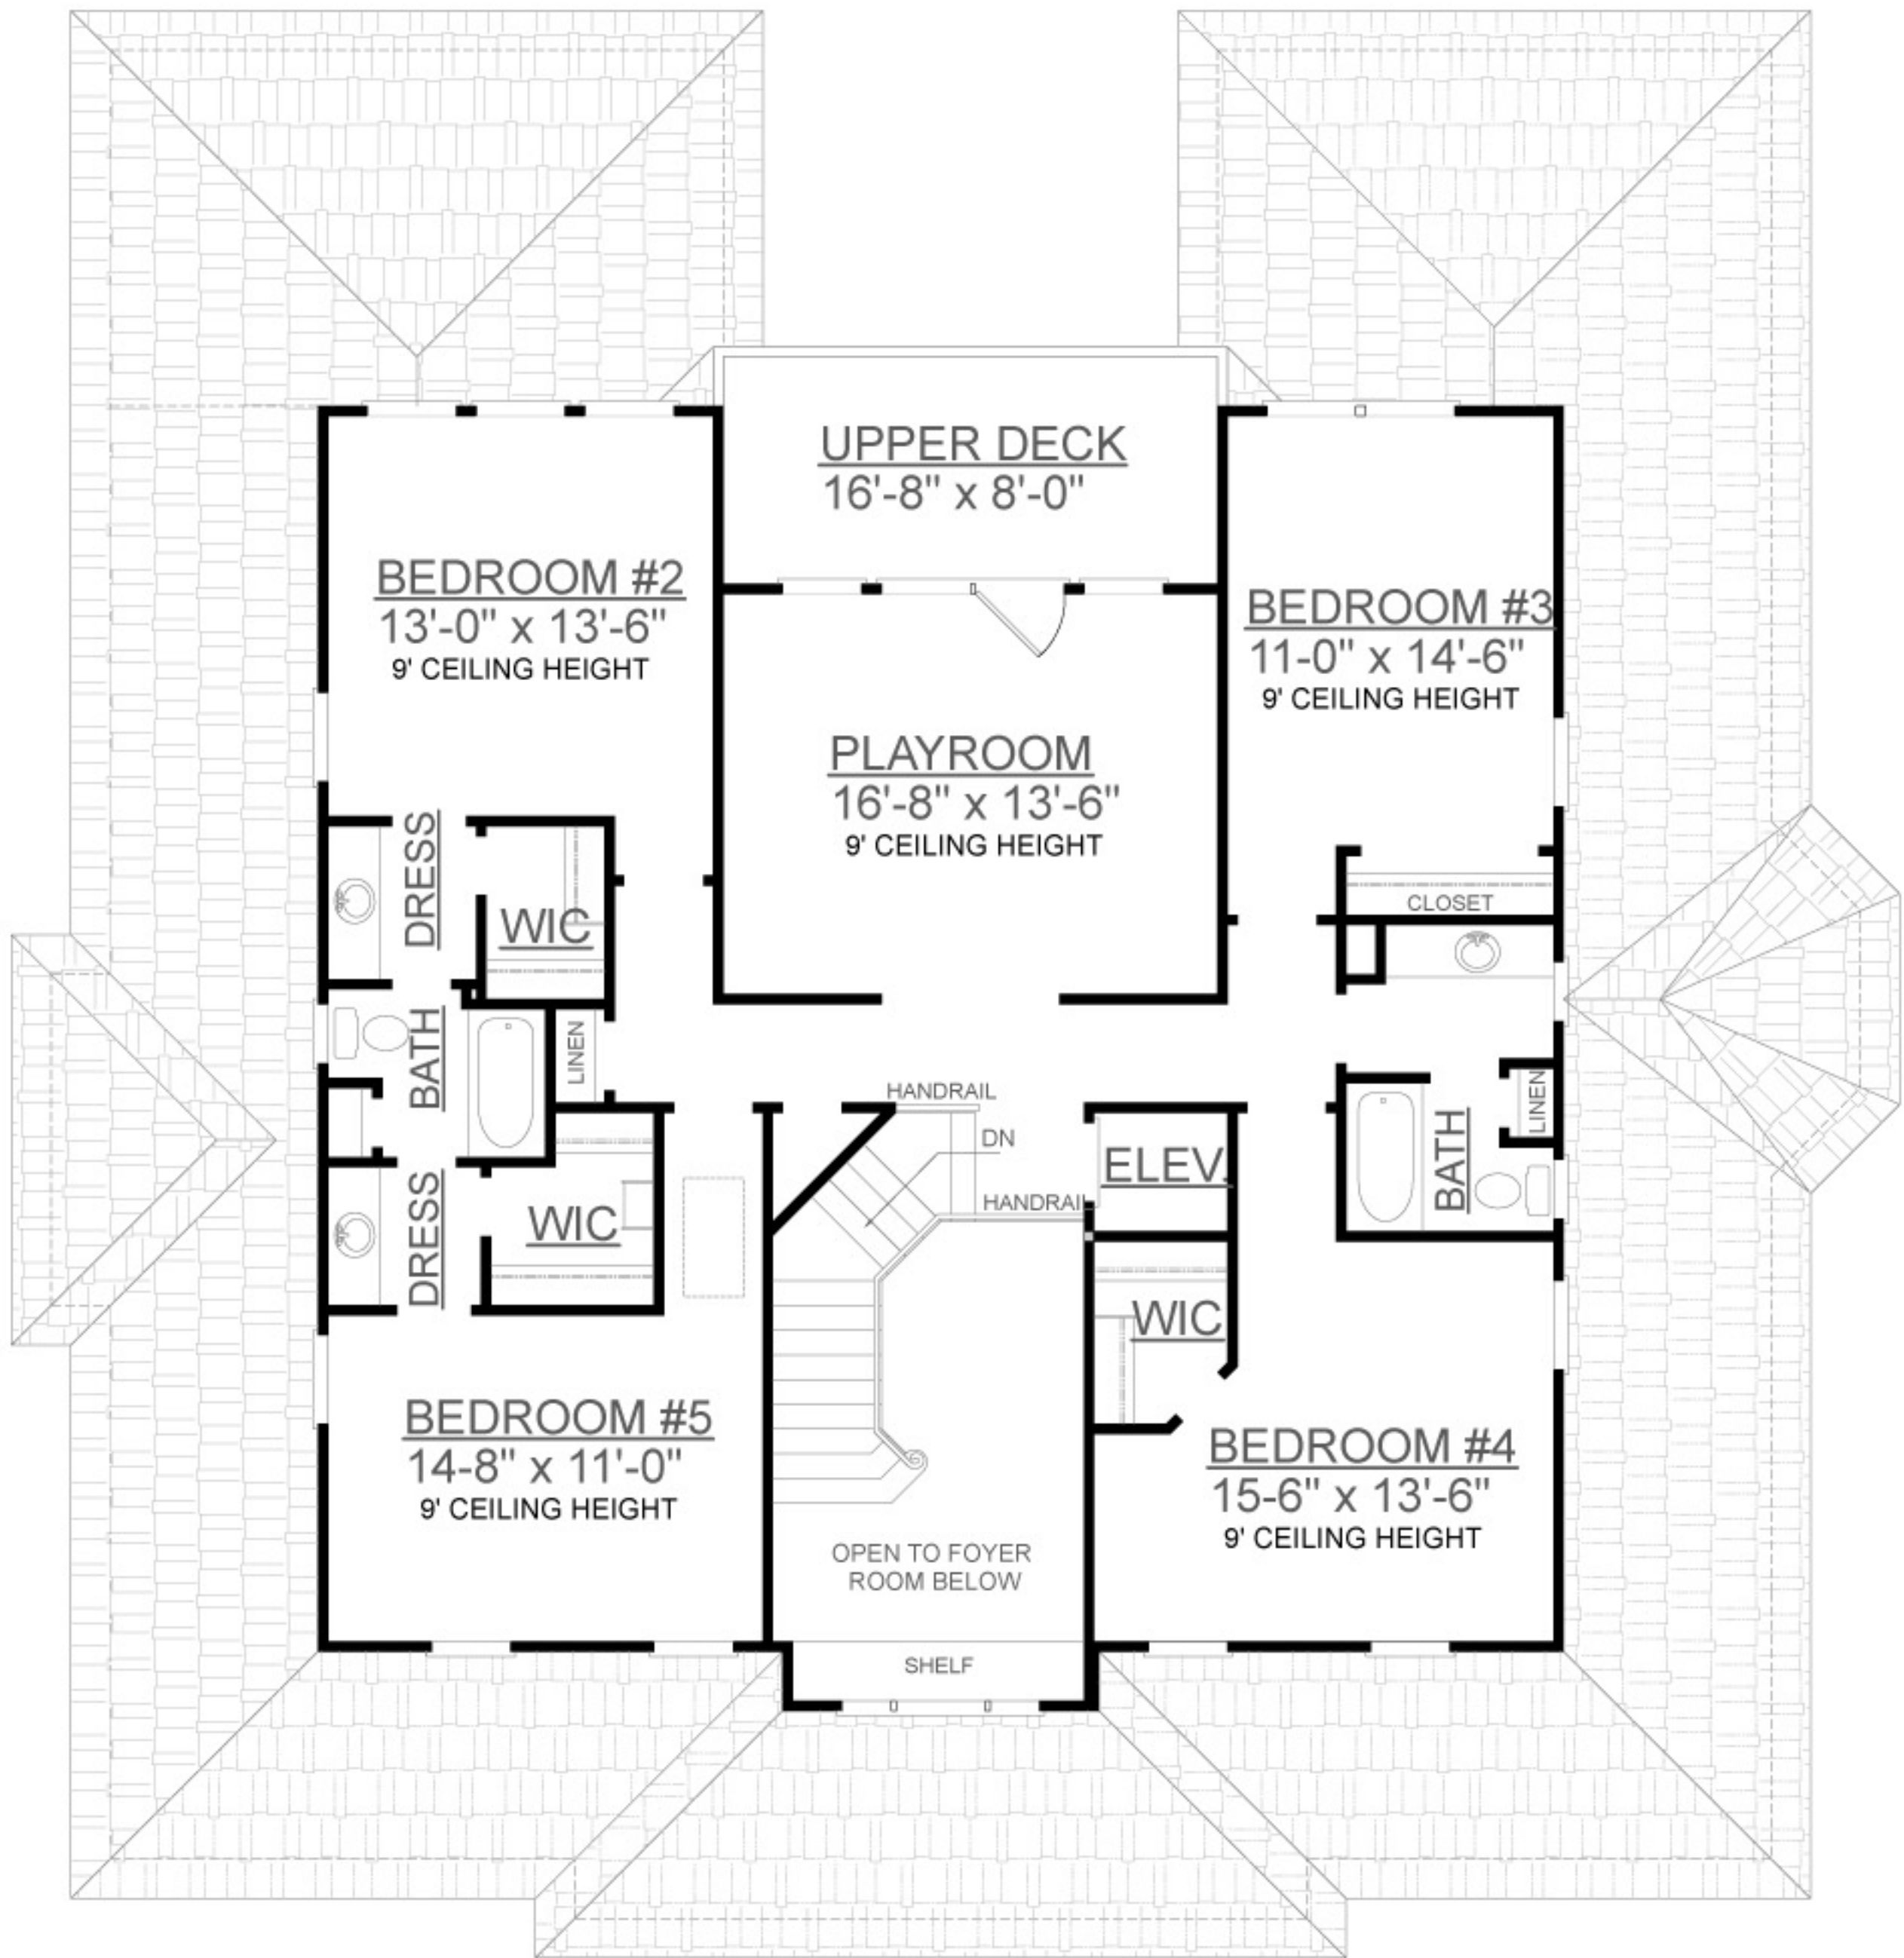 UPPER DECK
16'-8" x 8'-0"
BEDROOM #2
13'-0" x 13'-6"
9' CEILING HEIGHT
BEDROOM #3
11-0" x 14'-6"
9' CEILING HEIGHT
PLAYROOM
16'-8" x 13'-6"
9' CEILING HEIGHT
DRESS
WIC
CLOSET
BATH
LINEN
HANDRAIL
DN
HANDRAIL
ELEV.
BATH
LINEN
DRESS
WIC
WIC
BEDROOM #5
14-8" x 11'-0"
9' CEILING HEIGHT
BEDROOM #4
15-6" x 13'-6"
9' CEILING HEIGHT
OPEN TO FOYER
ROOM BELOW
SHELF